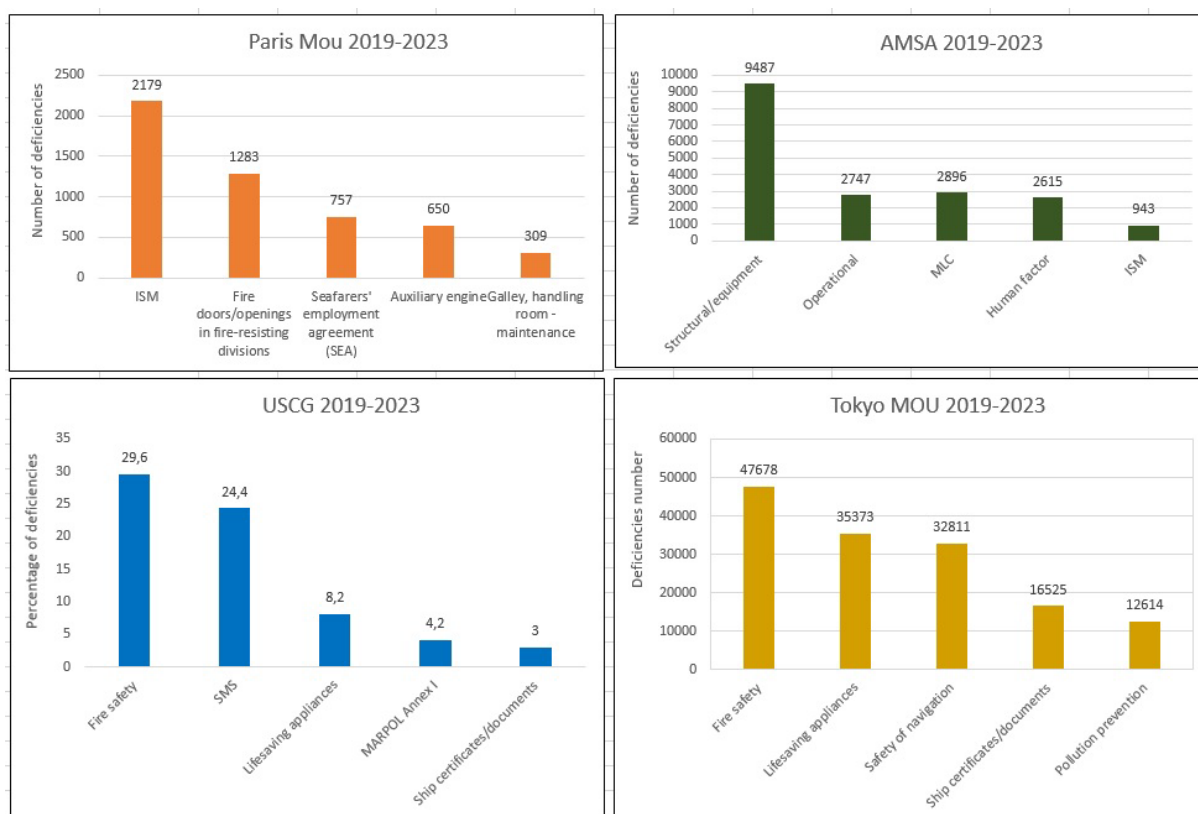 Paris Mou 2019-2023
Number of deficiencies
2500
2000
1500
1000
500
0
2179
1283
757
650
309
ISM
Fire
doors/openings
in fire-resisting
divisions
Seafarers'
employment
agreement
(SEA)
Auxiliary engine
Galley, handling
room -
maintenance
AMSA 2019-2023
Number of deficiencies
10000
9000
8000
7000
6000
5000
4000
3000
2000
1000
0
9487
2747
2896
2615
943
Structural/equipment
Operational
MLC
Human factor
ISM
USCG 2019-2023
Percentage of deficiencies
35
30
25
20
15
10
5
0
29,6
24,4
8,2
4,2
3
Fire safety
SMS
Lifesaving appliances
MARPOL Annex I
Ship certificates/documents
Tokyo MOU 2019-2023
Deficiencies number
60000
50000
40000
30000
20000
10000
0
47678
35373
32811
16525
12614
Fire safety
Lifesaving appliances
Safety of navigation
Ship certificates/documents
Pollution prevention